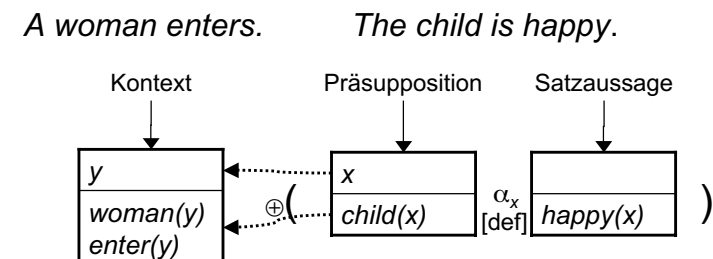 A woman enters. The child is happy.
Kontext Präsupposition Satzaussage
y x
woman(y) ⊕( child(x) αx [def] happy(x) )
enter(y)